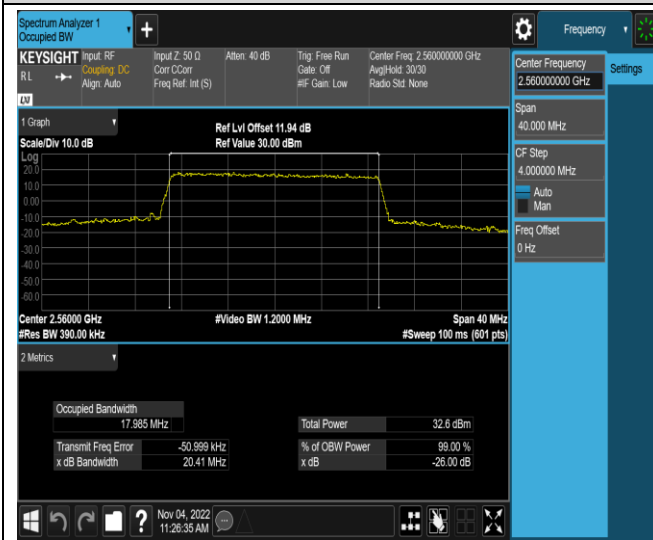 Spectrum Analyzer 1
Occupied BW
+
Frequency
KEYSIGHT
RL
Input: RF
Coupling: DC
Align: Auto
Input Z: 50 Ω
Corr CCorr
Freq Ref: Int (S)
Atten: 40 dB
Trig: Free Run
Gate: Off
#IF Gain: Low
Center Freq: 2.560000000 GHz
Avg|Hold: 30/30
Radio Std: None
LXI
1 Graph
Scale/Div 10.0 dB
Ref Lvl Offset 11.94 dB
Ref Value 30.00 dBm
Log
20.0
10.0
0.00
-10.0
-20.0
-30.0
-40.0
-50.0
-60.0
Center 2.56000 GHz
#Video BW 1.2000 MHz
Span 40 MHz
#Res BW 390.00 kHz
#Sweep 100 ms (601 pts)
2 Metrics
Occupied Bandwidth
17.985 MHz
Total Power 32.6 dBm
Transmit Freq Error -50.999 kHz
% of OBW Power 99.00 %
x dB Bandwidth 20.41 MHz
x dB -26.00 dB
?
Nov 04, 2022
11:26:35 AM
Center Frequency
2.560000000 GHz
Settings
Span
40.000 MHz
CF Step
4.000000 MHz
Auto
Man
Freq Offset
0 Hz